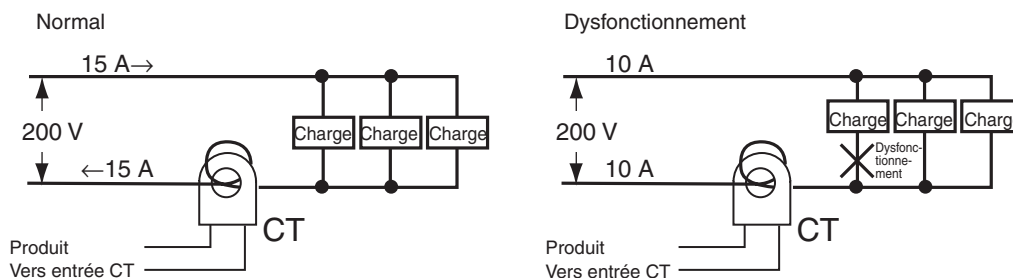 Normal
15 A→
200 V
Charge
Charge
Charge
←15 A
CT
Produit
Vers entrée CT
Dysfonctionnement
10 A
200 V
Charge
Charge
Charg
Dysfonc-
tionne-
ment
10 A
CT
Produit
Vers entrée CT